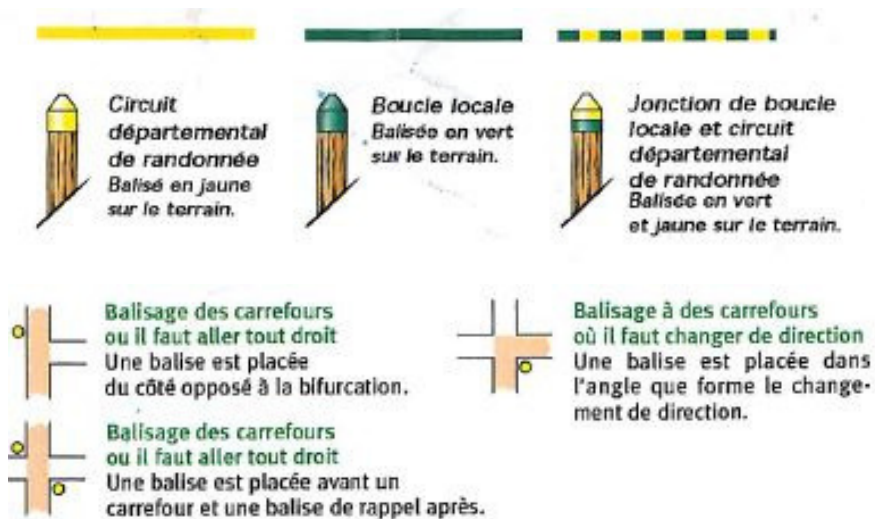 Circuit
départemental
de randonnée
Balisé en jaune
sur le terrain.
Boucle locale
Balisée en vert
sur le terrain.
Jonction de boucle
locale et circuit
départemental
de randonnée
Balisée en vert
et jaune sur le terrain.
Balisage des carrefours
ou il faut aller tout droit
Une balise est placée
du côté opposé à la bifurcation.
Balisage à des carrefours
où il faut changer de direction
Une balise est placée dans
l'angle que forme le change-
ment de direction.
Balisage des carrefours
ou il faut aller tout droit
Une balise est placée avant un
carrefour et une balise de rappel après.